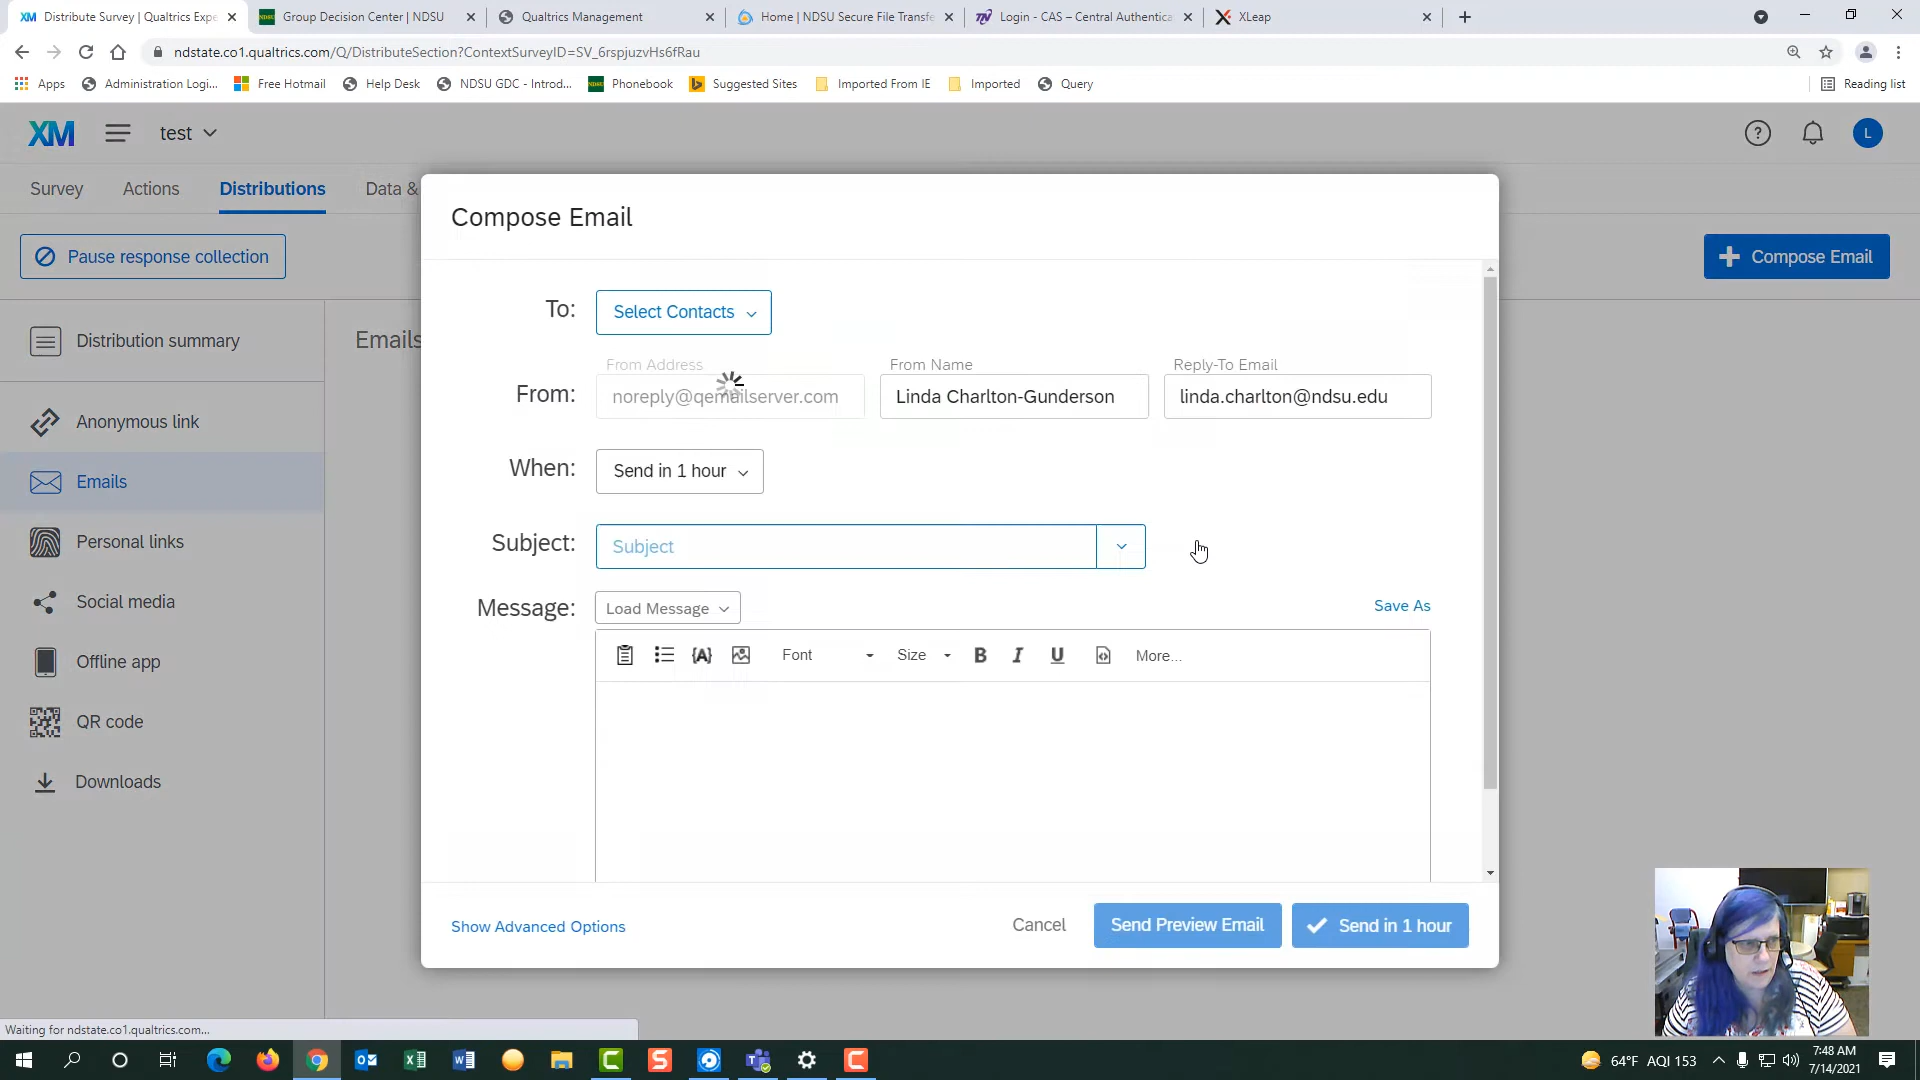 XM Distribute Survey | Qualtrics Expe
NDSU Group Decision Center | NDSU
Qualtrics Management
Home | NDSU Secure File Transfe
Login - CAS – Central Authentica
XLeap
ndstate.co1.qualtrics.com/Q/DistributeSection?ContextSurveyID=SV_6rspjuzvHs6fRau
Apps Administration Logi... Free Hotmail Help Desk NDSU GDC - Introd... NDSU Phonebook Suggested Sites Imported From IE Imported Query Reading list
XM test ? L
Survey Actions Distributions Data &
Compose Email
Pause response collection
Compose Email
Distribution summary
Emails
To: Select Contacts
From Address From Name Reply-To Email
From: noreply@qemailserver.com Linda Charlton-Gunderson linda.charlton@ndsu.edu
Anonymous link
When: Send in 1 hour
Emails
Subject: Subject
Personal links
Message: Load Message Save As
Social media
{A} Font Size B I U More...
Offline app
QR code
Downloads
Show Advanced Options Cancel Send Preview Email Send in 1 hour
Waiting for ndstate.co1.qualtrics.com...
64°F AQI 153 7:48 AM
7/14/2021